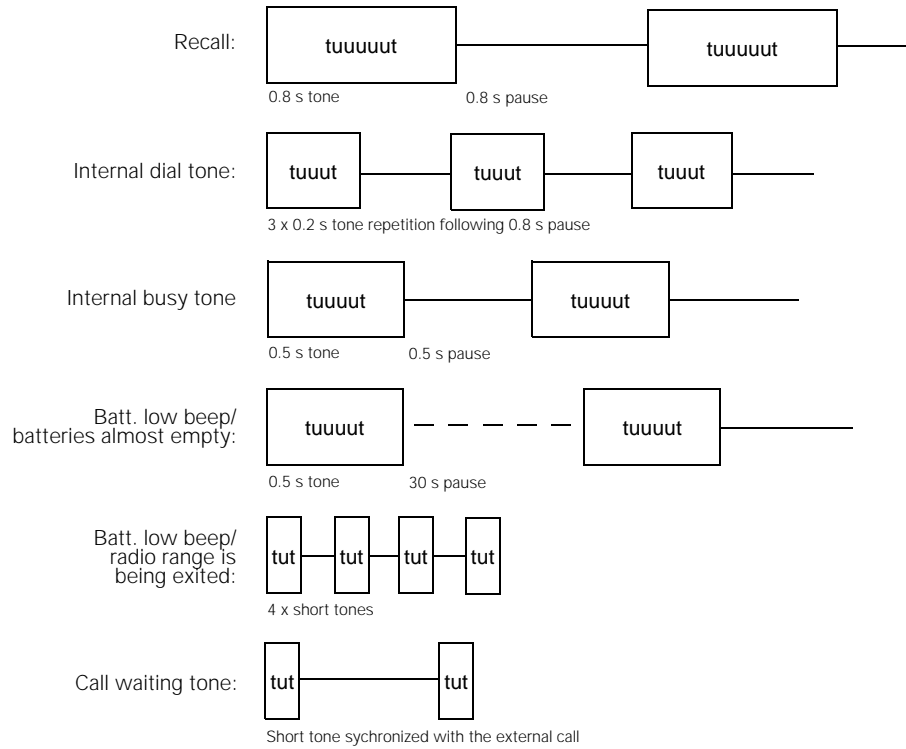 Recall:
tuuuuut tuuuuut
0.8 s tone 0.8 s pause
Internal dial tone:
tuuut tuuut tuuut
3 x 0.2 s tone repetition following 0.8 s pause
Internal busy tone
tuuuut tuuuut
0.5 s tone 0.5 s pause
Batt. low beep/
batteries almost empty:
tuuuut tuuuut
0.5 s tone 30 s pause
Batt. low beep/
radio range is
being exited:
tut tut tut tut
4 x short tones
Call waiting tone:
tut tut
Short tone sychronized with the external call